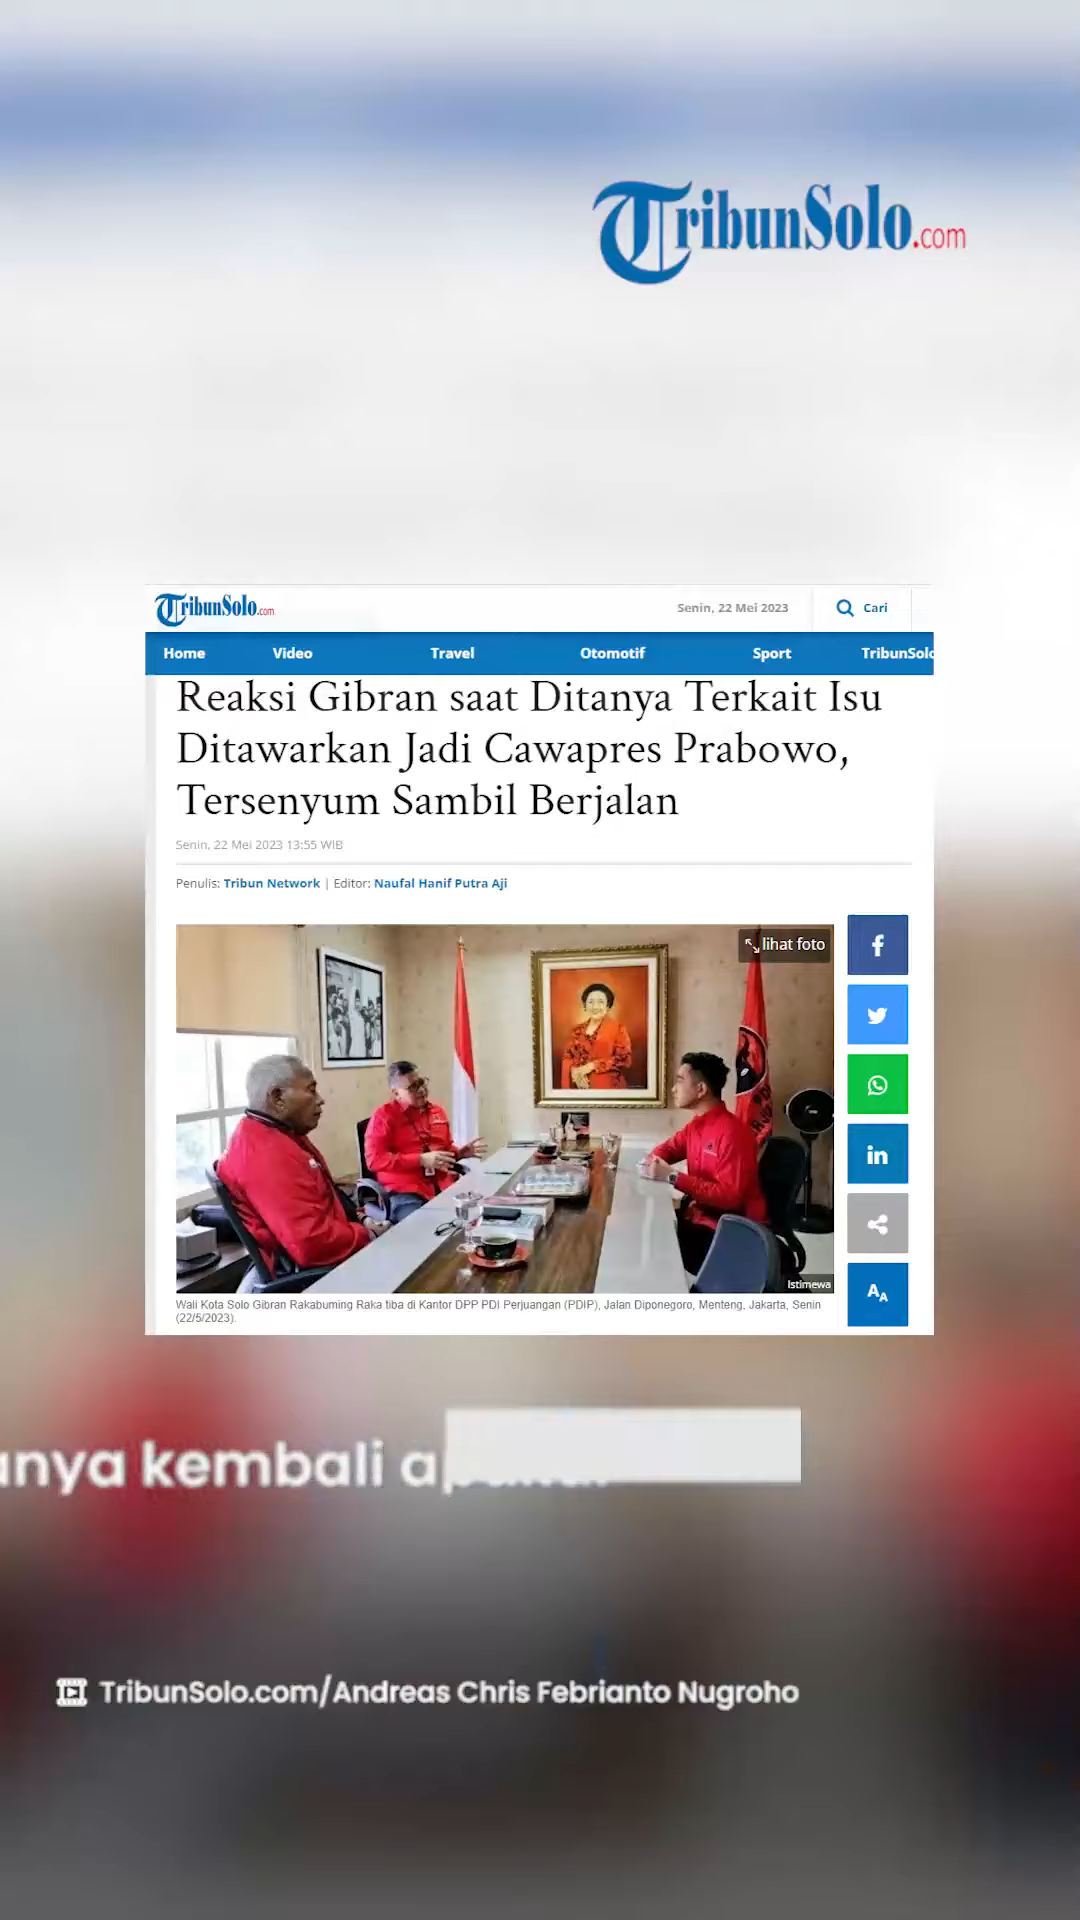 TribunSolo.com
TribunSolo.com
Senin, 22 Mei 2023
Cari
Home Video Travel Otomotif Sport TribunSolo
Reaksi Gibran saat Ditanya Terkait Isu
Ditawarkan Jadi Cawapres Prabowo,
Tersenyum Sambil Berjalan
Senin, 22 Mei 2023 13:55 WIB
Penulis: Tribun Network | Editor: Naufal Hanif Putra Aji
lihat foto
Istimewa
Wali Kota Solo Gibran Rakabuming Raka tiba di Kantor DPP PDI Perjuangan (PDIP), Jalan Diponegoro, Menteng, Jakarta, Senin
(22/5/2023).
AA
anya kembali
TribunSolo.com/Andreas Chris Febrianto Nugroho